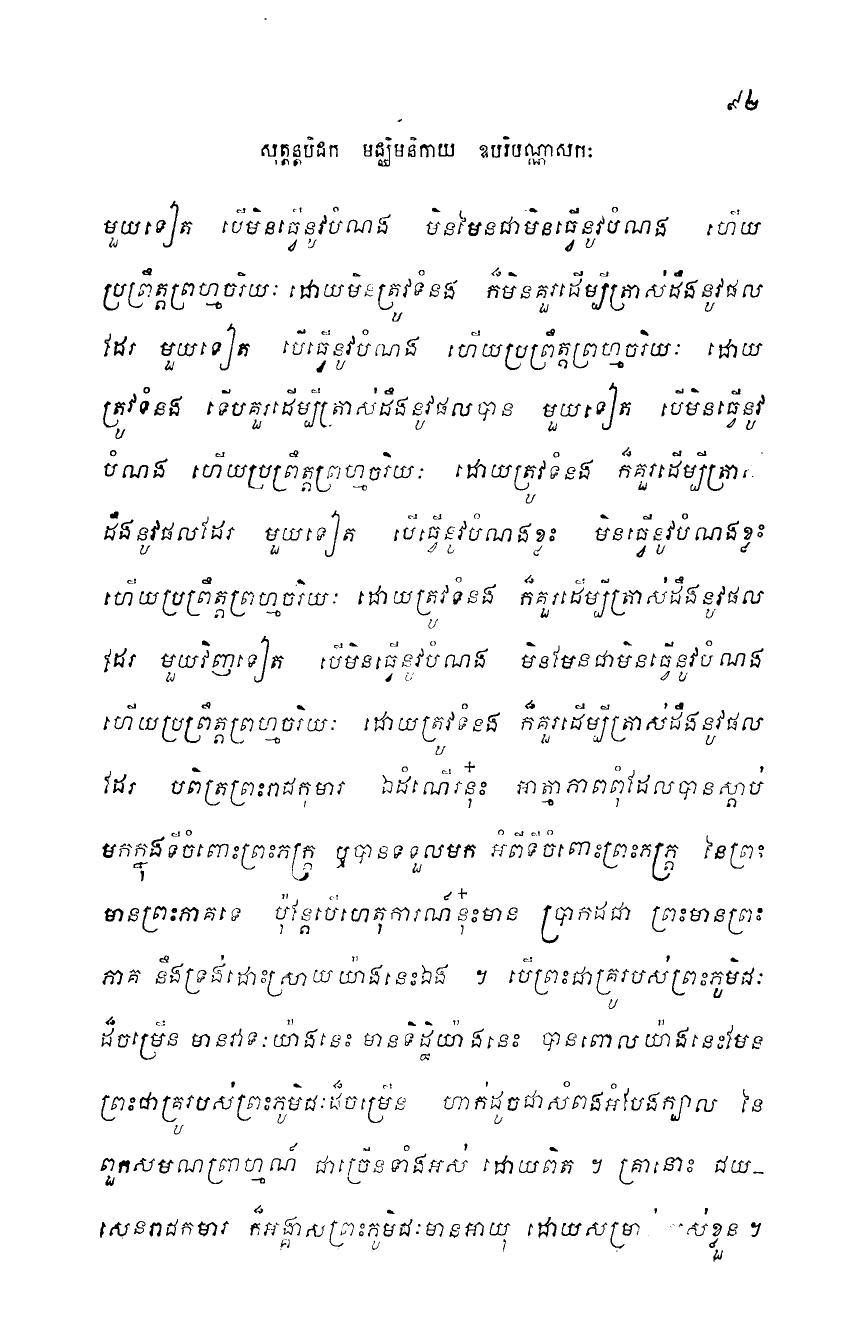 ៩២
សុត្តន្តបិដក មជ្ឈិមនិកាយ ឧបរិបណ្ណាសកៈ
មួយទៀត បើមិនធ្វើនូវបំណង មិនមែនជាមិនធ្វើនូវបំណង ហើយ
ប្រព្រឹត្តព្រហ្មចរិយៈ ដោយមិនត្រូវទំនង ក៏មិនគួរដើម្បីត្រាស់ដឹងនូវផល
ដែរ មួយទៀត បើធ្វើនូវបំណង ហើយប្រព្រឹត្តព្រហ្មចរិយៈ ដោយ
ត្រូវទំនង ទើបគួរដើម្បីត្រាស់ដឹងនូវផលបាន មួយទៀត បើមិនធ្វើនូវ
បំណង ហើយប្រព្រឹត្តព្រហ្មចរិយៈ ដោយត្រូវទំនង ក៏គួរដើម្បីត្រា
ដឹងនូវផលដែរ មួយទៀត បើធ្វើនូវបំណងខ្លះ មិនធ្វើនូវបំណងខ្លះ
ហើយប្រព្រឹត្តព្រហ្មចរិយៈ ដោយត្រូវទំនង ក៏គួរដើម្បីត្រាស់ដឹងនូវផល
ដែរ មួយវិញទៀត បើមិនធ្វើនូវបំណង មិនមែនជាមិនធ្វើនូវបំណង
ហើយប្រព្រឹត្តព្រហ្មចរិយៈ ដោយត្រូវទំនង ក៏គួរដើម្បីត្រាស់ដឹងនូវផល
ដែរ បពិត្រព្រះរាជកុមារ ឯដំណើរនុ៎ះ អាត្មាភាពពុំដែលបានស្តាប់
មកក្នុងទីចំពោះព្រះភក្ត្រ ឬបានទទួលមក អំពីទីចំពោះព្រះភក្ត្រ នៃព្រះ
មានព្រះភាគទេ ប៉ុន្តែបើហេតុការណ៍នុ៎ះមាន ប្រាកដជា ព្រះមានព្រះ
ភាគ នឹងទ្រង់ដោះស្រាយយ៉ាងនេះឯង ។ បើព្រះជាគ្រូរបស់ព្រះភូមិជៈ
ដ៏ចម្រើន មានវាទៈយ៉ាងនេះ មានទិដ្ឋិយ៉ាងនេះ បានពោលយ៉ាងនេះមែន
ព្រះជាគ្រូរបស់ព្រះភូមិជៈដ៏ចម្រើន ហាក់ដូចជាសំពងអំបែងក្បាល នៃ
ពួកសមណព្រាហ្មណ៍ ជាច្រើនទាំងអស់ ដោយពិត ។ គ្រានោះ ជយ-
សេនរាជកមារ ក៏អង្គាសព្រះភូមិជៈមានអាយុ ដោយសម្រា ខ្លួន ។